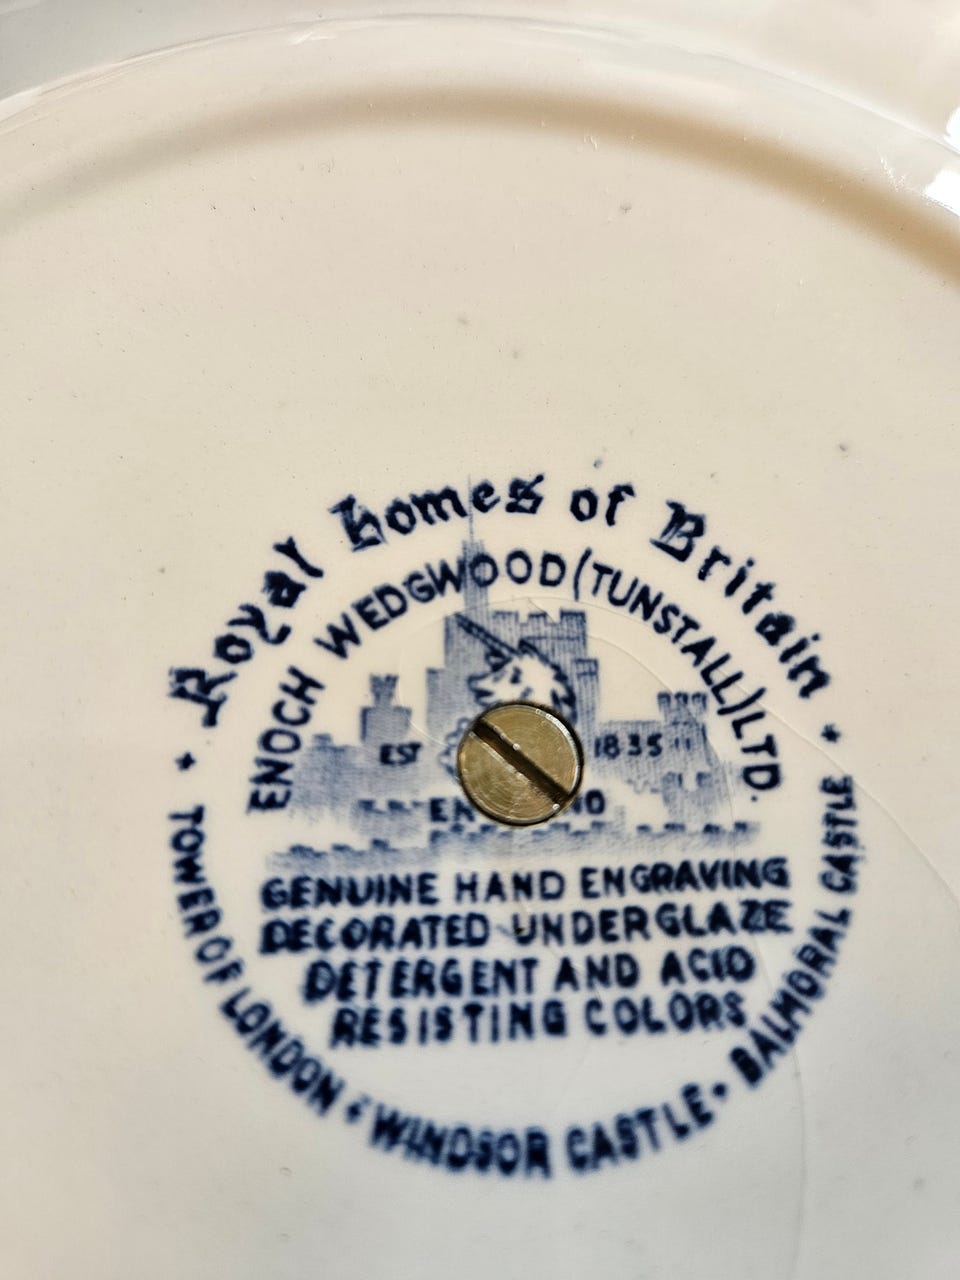 Royal homes of Britain
ENOCH WEDGWOOD (TUNSTALL) LTD.
EST 1835
GENUINE HAND ENGRAVING
DECORATED UNDERGLAZE
DETERGENT AND ACID
RESISTING COLORS
TOWER OF LONDON • WINDSOR CASTLE • BALMORAL CASTLE